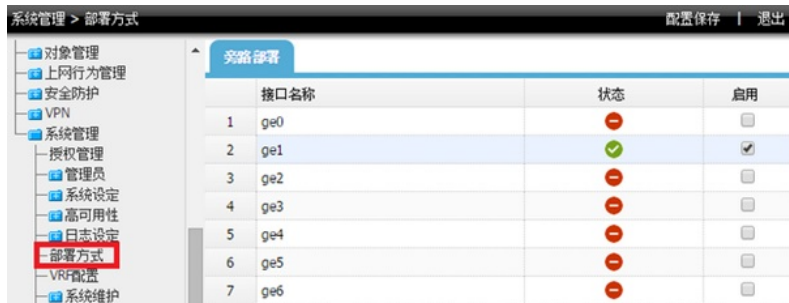 系统管理 > 部署方式
配置保存 | 退出
对象管理
上网行为管理
安全防护
VPN
系统管理
授权管理
管理员
系统设定
高可用性
日志设定
部署方式
VRF配置
系统维护
旁路部署
接口名称 状态 启用
1 ge0
2 ge1
3 ge2
4 ge3
5 ge4
6 ge5
7 ge6